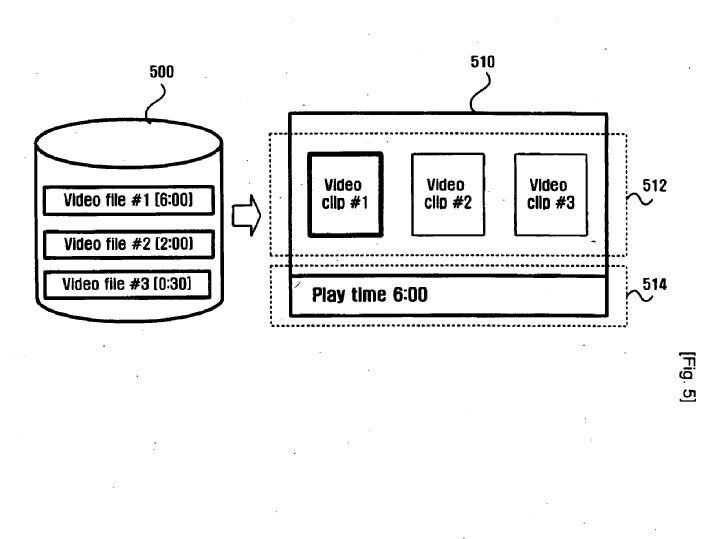 500
510
Video file #1 [6:00]
Video file #2 [2:00]
Video file #3 [0:30]
Video
clip #1
Video
clip #2
Video
clip #3
512
Play time 6:00
514
[Fig. 5]